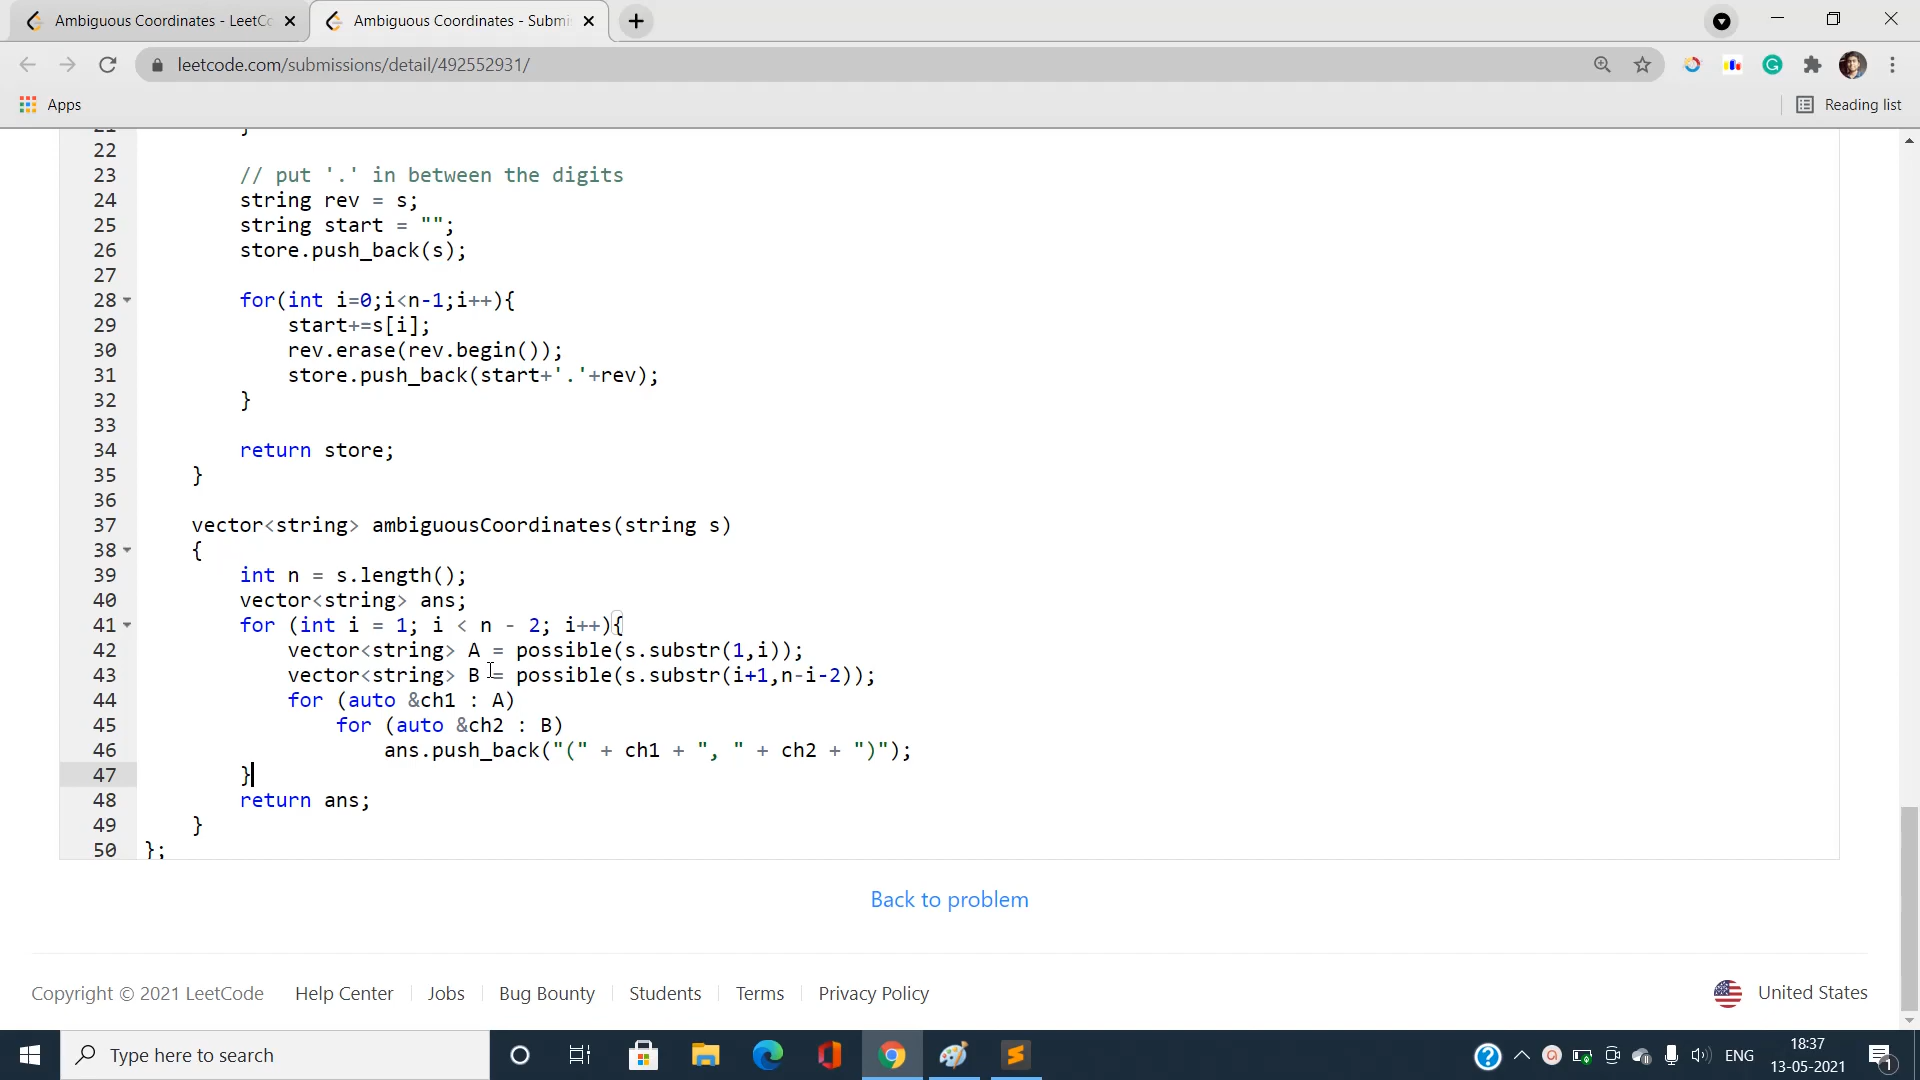 Ambiguous Coordinates - LeetCo
Ambiguous Coordinates - Submi
leetcode.com/submissions/detail/492552931/
Apps
Reading list
21 }
22
23 // put '.' in between the digits
24 string rev = s;
25 string start = "";
26 store.push_back(s);
27
28 for(int i=0;i<n-1;i++){
29 start+=s[i];
30 rev.erase(rev.begin());
31 store.push_back(start+'.'+rev);
32 }
33
34 return store;
35 }
36
37 vector<string> ambiguousCoordinates(string s)
38 {
39 int n = s.length();
40 vector<string> ans;
41 for (int i = 1; i < n - 2; i++){
42 vector<string> A = possible(s.substr(1,i));
43 vector<string> B = possible(s.substr(i+1,n-i-2));
44 for (auto &ch1 : A)
45 for (auto &ch2 : B)
46 ans.push_back("(" + ch1 + ", " + ch2 + ")");
47 }
48 return ans;
49 }
50 };
Back to problem
Copyright © 2021 LeetCode Help Center Jobs Bug Bounty Students Terms Privacy Policy
United States
Type here to search
ENG
18:37
13-05-2021
1